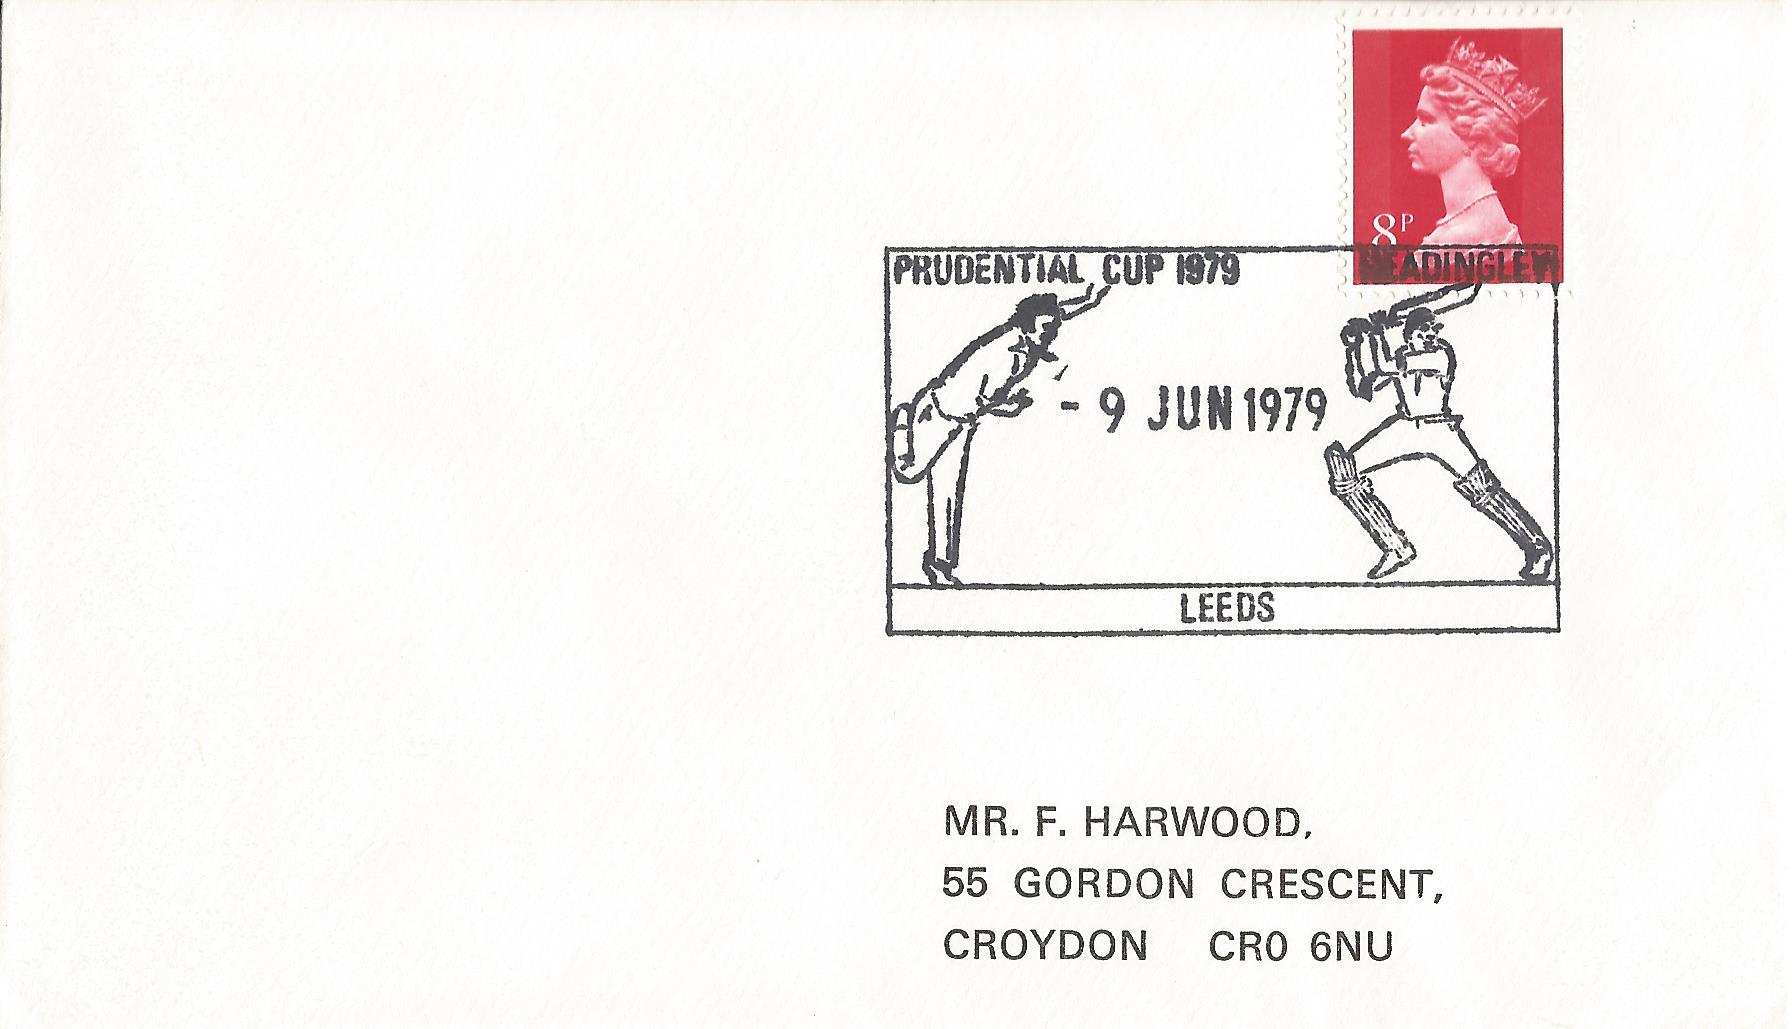 8P
PRUDENTIAL CUP 1979 HEADINGLEY
- 9 JUN 1979
LEEDS
MR. F. HARWOOD,
55 GORDON CRESCENT,
CROYDON CR0 6NU